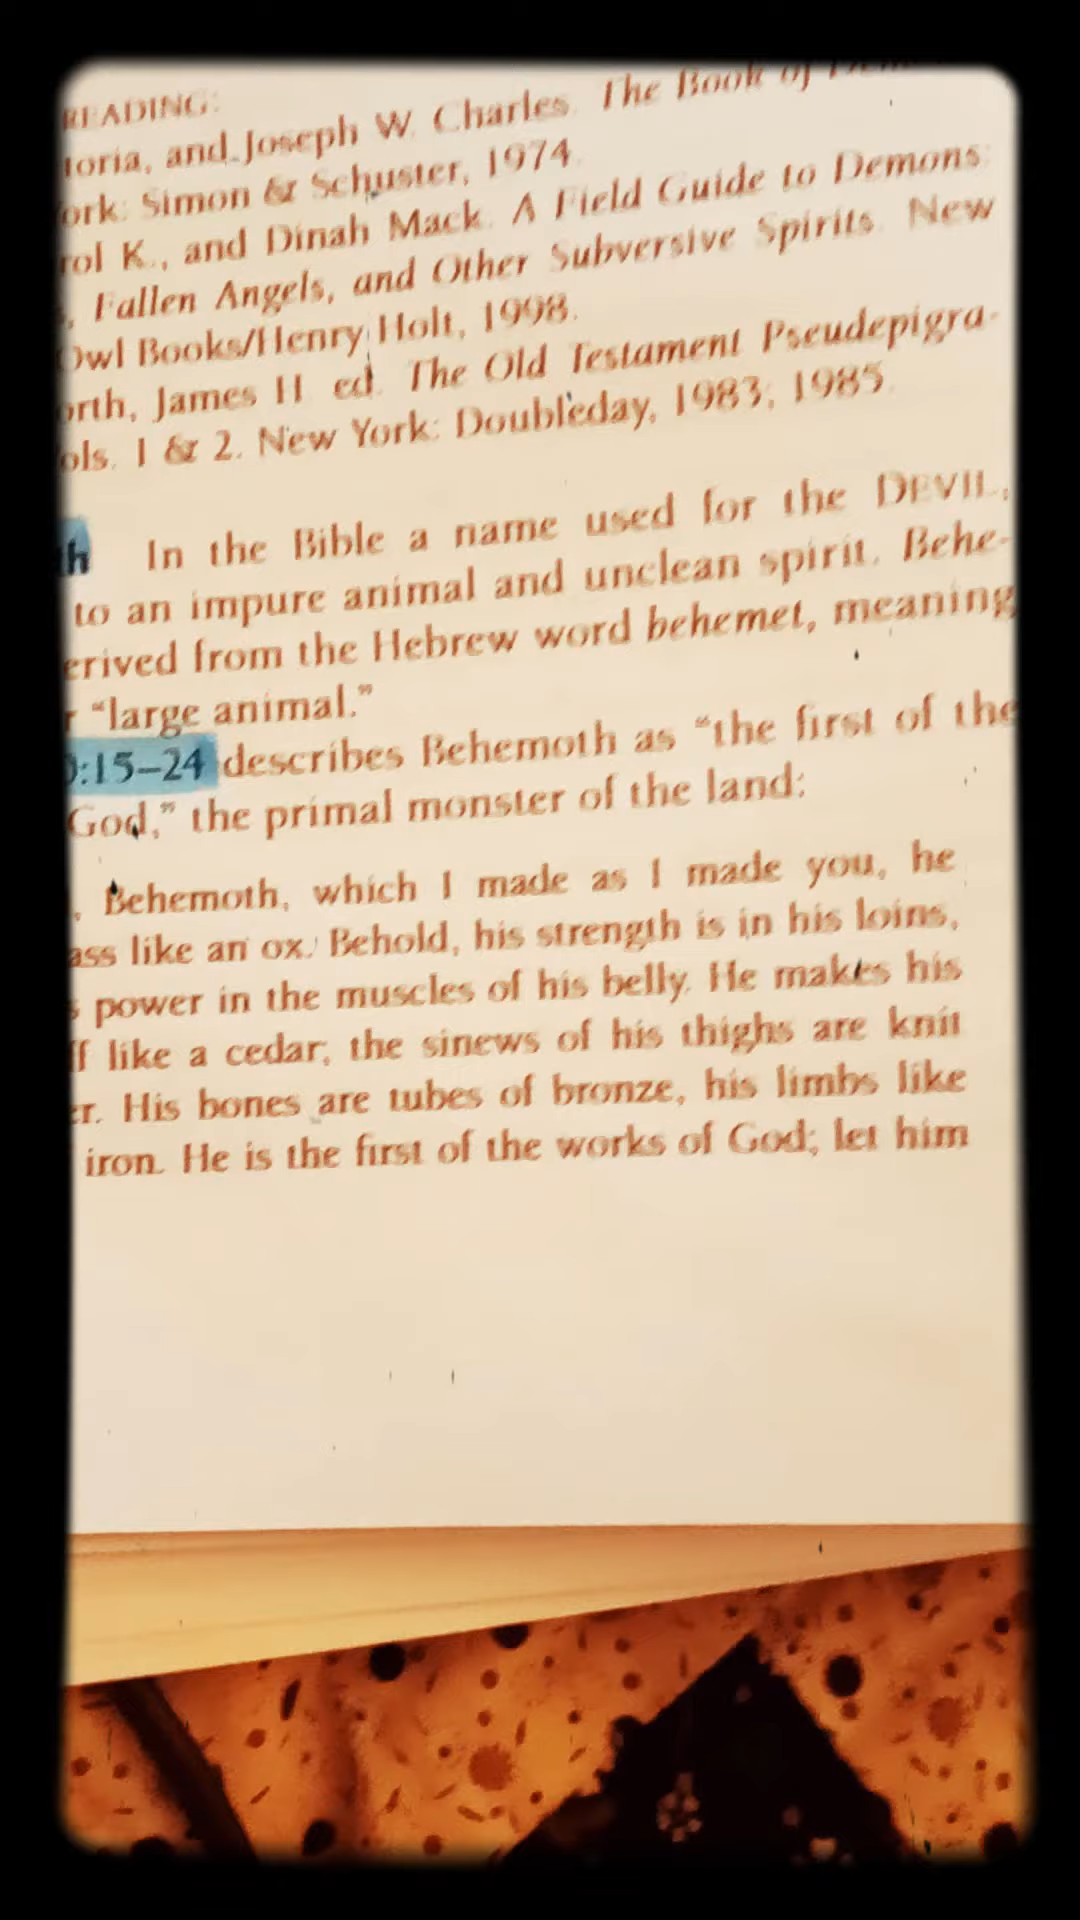 READING:
toria, and Joseph W. Charles. The Book of
ork: Simon & Schuster, 1974.
rol K., and Dinah Mack. A Field Guide to Demons:
s, Fallen Angels, and Other Subversive Spirits. New
Owl Books/Henry Holt, 1998.
orth, James H. ed. The Old Testament Pseudepigra-
ols. 1 & 2. New York: Doubleday, 1983; 1985.
th In the Bible a name used for the DEVIL,
to an impure animal and unclean spirit. Behe-
erived from the Hebrew word behemet, meaning
r “large animal.”
0:15–24 describes Behemoth as “the first of the
God,” the primal monster of the land:
, Behemoth, which I made as I made you, he
ass like an ox. Behold, his strength is in his loins,
s power in the muscles of his belly. He makes his
ff like a cedar; the sinews of his thighs are knit
er. His bones are tubes of bronze, his limbs like
iron. He is the first of the works of God; let him